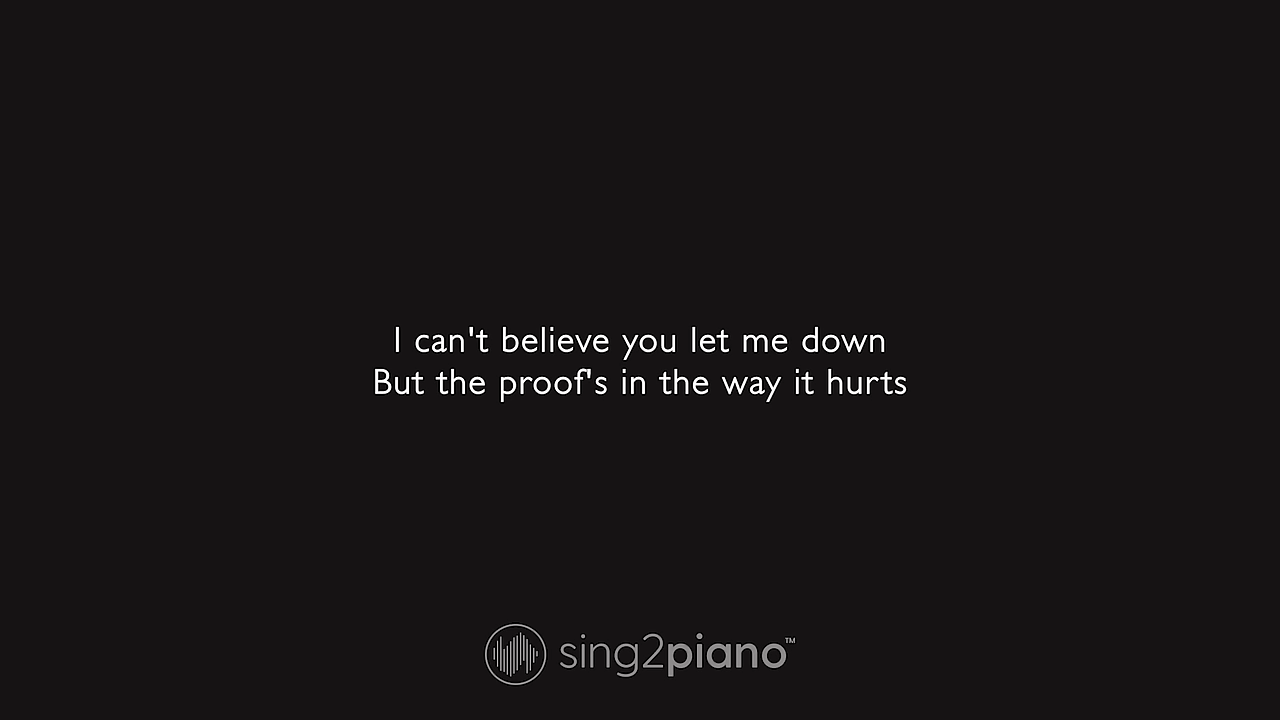 I can't believe you let me down
But the proof's in the way it hurts
sing2piano™